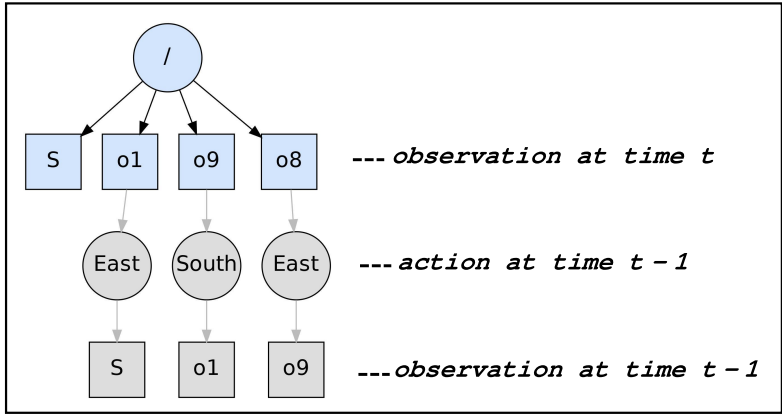 /
S o1 o9 o8 --- observation at time t
East South East --- action at time t - 1
S o1 o9 --- observation at time t - 1